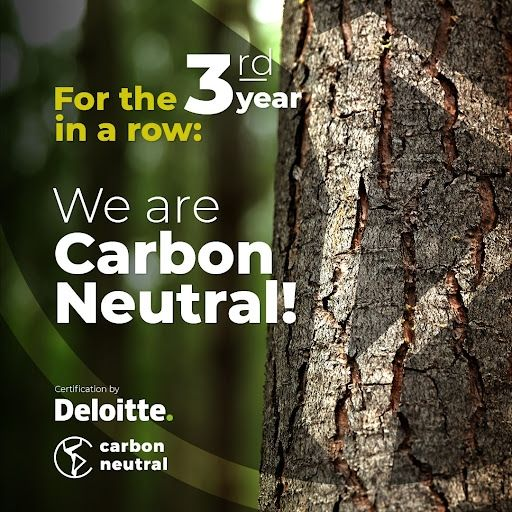 For the 3rd year
in a row:
We are
Carbon
Neutral!
Certification by
Deloitte.
carbon
neutral